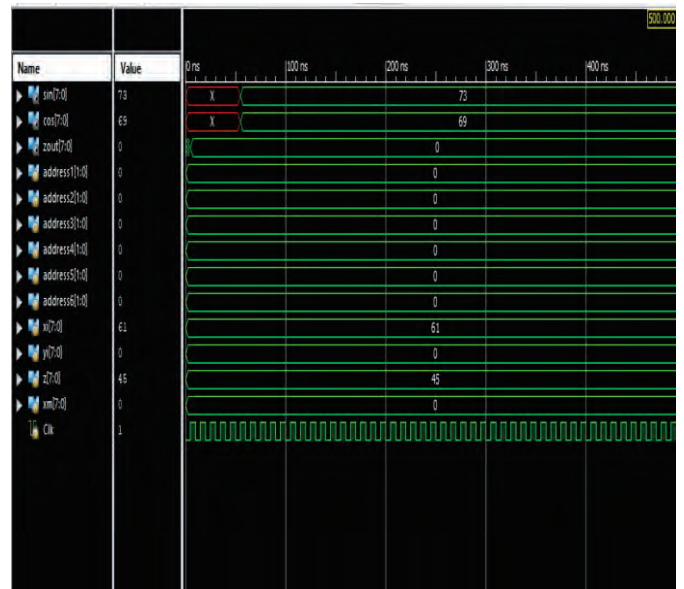 500.000
Name Value 0 ns 100 ns 200 ns 300 ns 400 ns
sin[7:0] 73 X 73
cos[7:0] 69 X 69
zout[7:0] 0 0
address1[1:0] 0 0
address2[1:0] 0 0
address3[1:0] 0 0
address4[1:0] 0 0
address5[1:0] 0 0
address6[1:0] 0 0
xi[7:0] 61 61
yi[7:0] 0 0
z[7:0] 45 45
xm[7:0] 0 0
Clk 1